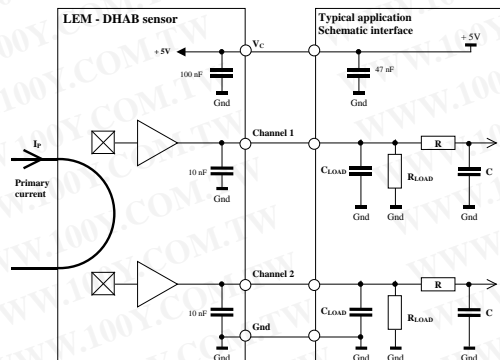 LEM - DHAB sensor
Typical application
Schematic interface
+ 5V
VC
+ 5V
100 nF
47 nF
Gnd
Gnd
IP
Primary
current
Channel 1
R
10 nF
CLOAD
RLOAD
C
Gnd
Gnd
Gnd
Gnd
Channel 2
R
10 nF
CLOAD
RLOAD
C
Gnd
Gnd
Gnd
Gnd
Gnd
WWW.100Y.COM.TW